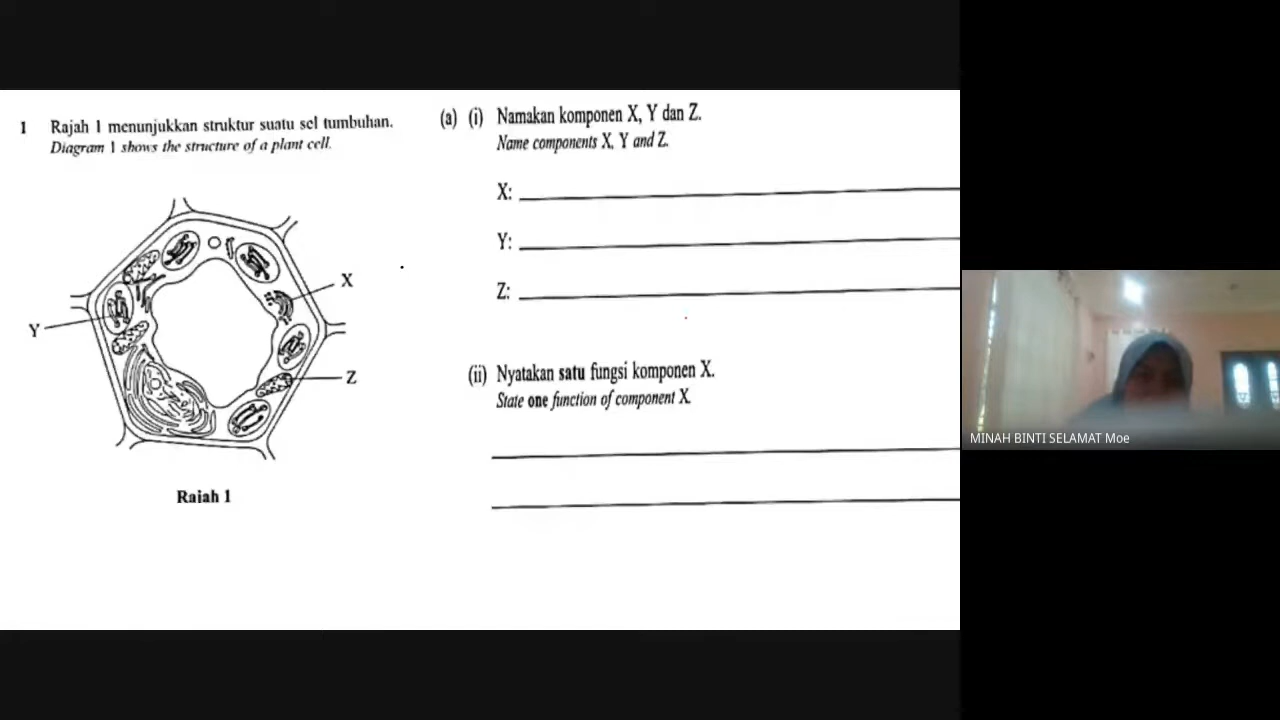 1 Rajah 1 menunjukkan struktur suatu sel tumbuhan.
Diagram 1 shows the structure of a plant cell.
X
Y
Z
Rajah 1
(a) (i) Namakan komponen X, Y dan Z.
Name components X, Y and Z.
X:
Y:
Z:
(ii) Nyatakan satu fungsi komponen X.
State one function of component X.
MINAH BINTI SELAMAT Moe